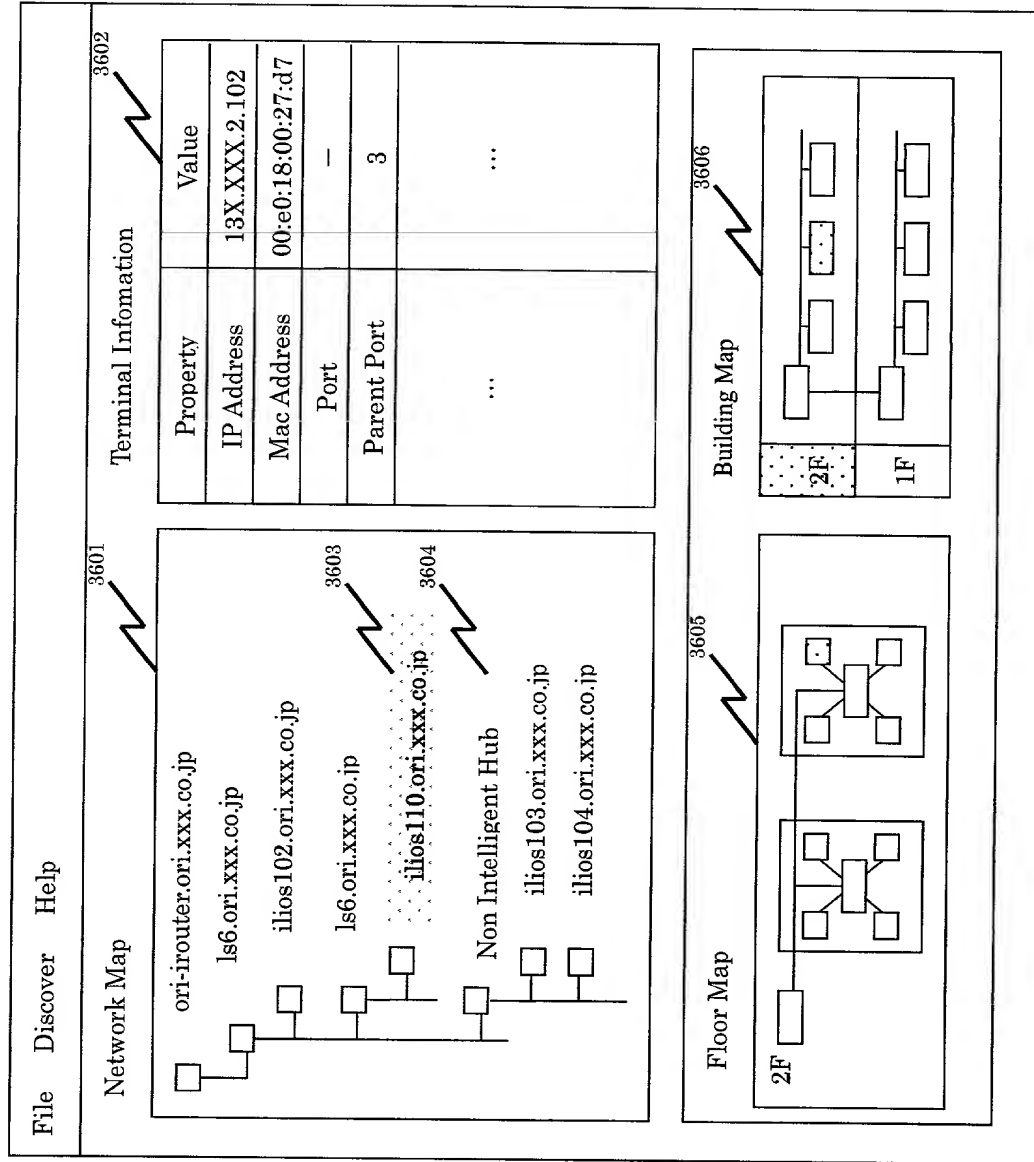 File Discover Help
Network Map
3601
ori-irouter.ori.xxx.co.jp
ls6.ori.xxx.co.jp
ilios102.ori.xxx.co.jp
ls6.ori.xxx.co.jp
3603
ilios110.ori.xxx.co.jp
3604
Non Intelligent Hub
ilios103.ori.xxx.co.jp
ilios104.ori.xxx.co.jp
Terminal Infomation
3602
Property Value
IP Address 13X.XXX.2.102
Mac Address 00:e0:18:00:27:d7
Port –
Parent Port 3
... ...
Floor Map
3605
2F
Building Map
3606
2F
1F